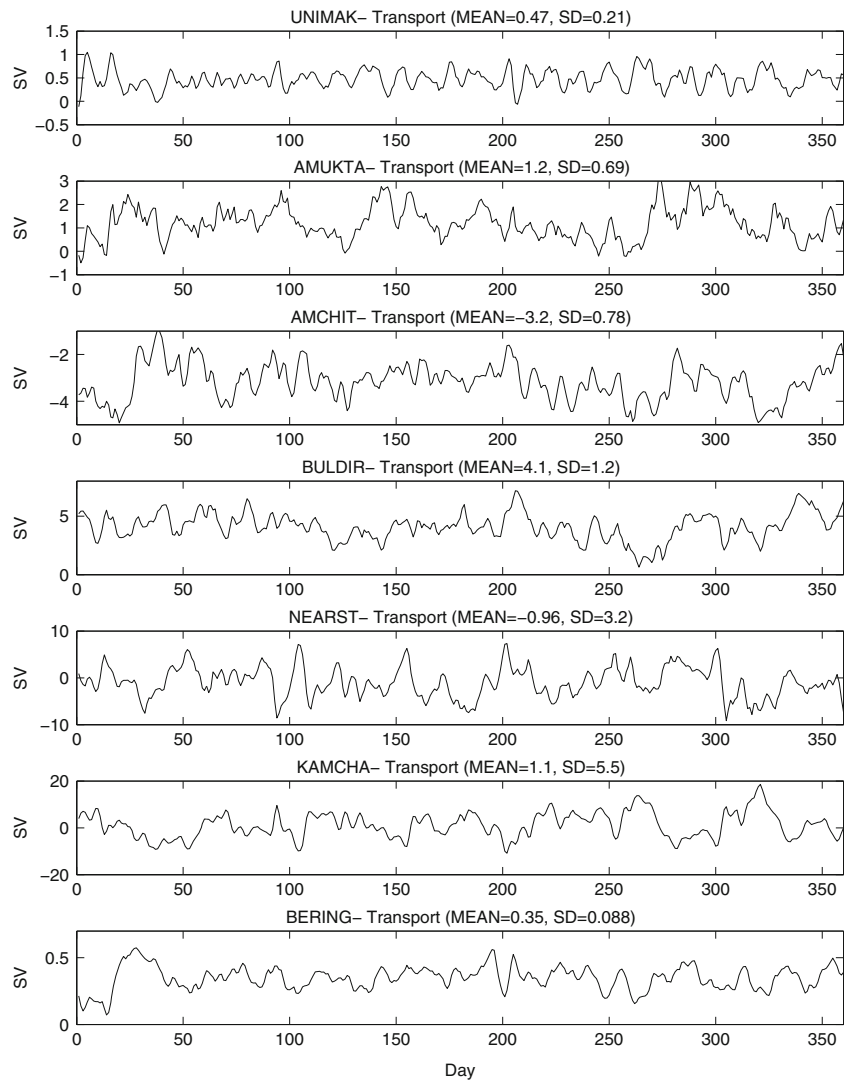 UNIMAK− Transport (MEAN=0.47, SD=0.21)
1.5
1
0.5
0
−0.5
SV
0 50 100 150 200 250 300 350
AMUKTA− Transport (MEAN=1.2, SD=0.69)
3
2
1
0
−1
SV
0 50 100 150 200 250 300 350
AMCHIT− Transport (MEAN=−3.2, SD=0.78)
−2
−4
SV
0 50 100 150 200 250 300 350
BULDIR− Transport (MEAN=4.1, SD=1.2)
5
0
SV
0 50 100 150 200 250 300 350
NEARST− Transport (MEAN=−0.96, SD=3.2)
10
0
−10
SV
0 50 100 150 200 250 300 350
KAMCHA− Transport (MEAN=1.1, SD=5.5)
20
0
−20
SV
0 50 100 150 200 250 300 350
BERING− Transport (MEAN=0.35, SD=0.088)
0.5
0
SV
0 50 100 150 200 250 300 350
Day